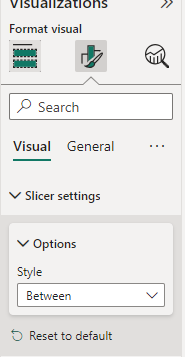 Visualizations
Format visual
Search
Visual General
Slicer settings
Options
Style
Between
Reset to default